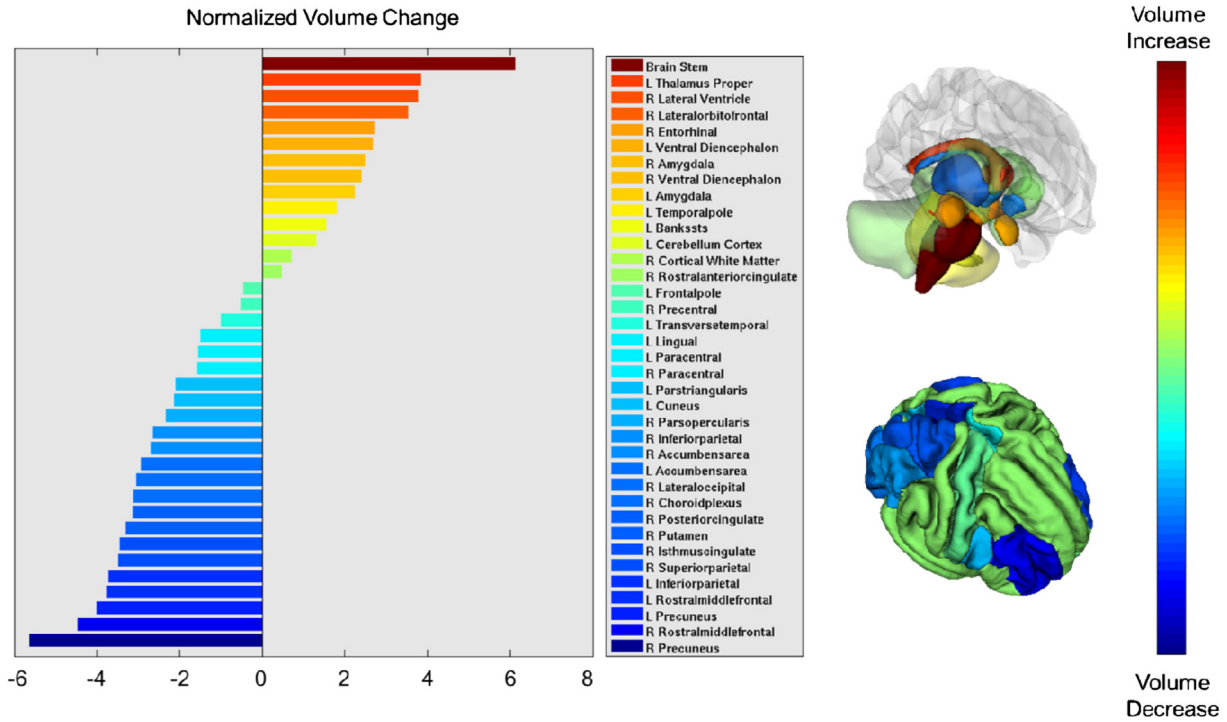 Normalized Volume Change
Volume
Increase
Brain Stem
L Thalamus Proper
R Lateral Ventricle
R Lateralorbitofrontal
R Entorhinal
L Ventral Diencephalon
R Amygdala
R Ventral Diencephalon
L Amygdala
L Temporalpole
L Bankssts
L Cerebellum Cortex
R Cortical White Matter
R Rostralanteriorcingulate
L Frontalpole
R Precentral
L Transversetemporal
L Lingual
L Paracentral
R Paracentral
L Parstriangularis
L Cuneus
R Parsopercularis
R Inferiorparietal
R Accumbensarea
L Accumbensarea
R Lateraloccipital
R Choroidplexus
R Posteriorcingulate
R Putamen
R Isthmuscingulate
R Superiorparietal
L Inferiorparietal
L Rostralmiddlefrontal
L Precuneus
R Rostralmiddlefrontal
R Precuneus
-6 -4 -2 0 2 4 6 8
Volume
Decrease